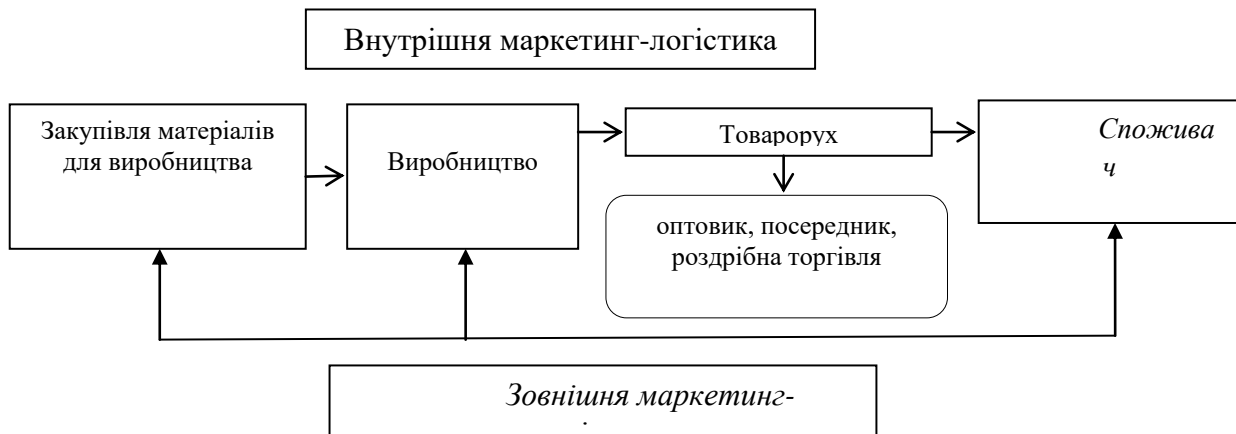 Внутрішня маркетинг-логістика
Закупівля матеріалів
для виробництва
Виробництво
Товарорух
Спожива
ч
оптовик, посередник,
роздрібна торгівля
Зовнішня маркетинг-